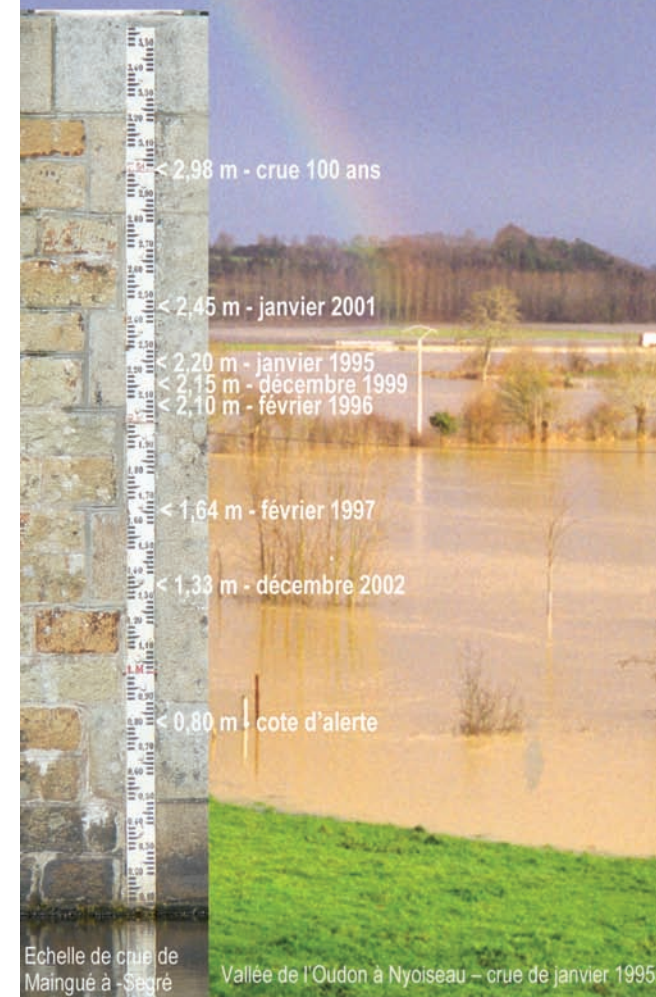 < 2,98 m - crue 100 ans
< 2,45 m - janvier 2001
< 2,20 m - janvier 1995
< 2,15 m - décembre 1999
< 2,10 m - février 1996
< 1,64 m - février 1997
< 1,33 m - décembre 2002
< 0,80 m - cote d'alerte
Echelle de crue de
Maingué à -Segré
Vallée de l'Oudon à Nyoiseau – crue de janvier 1995